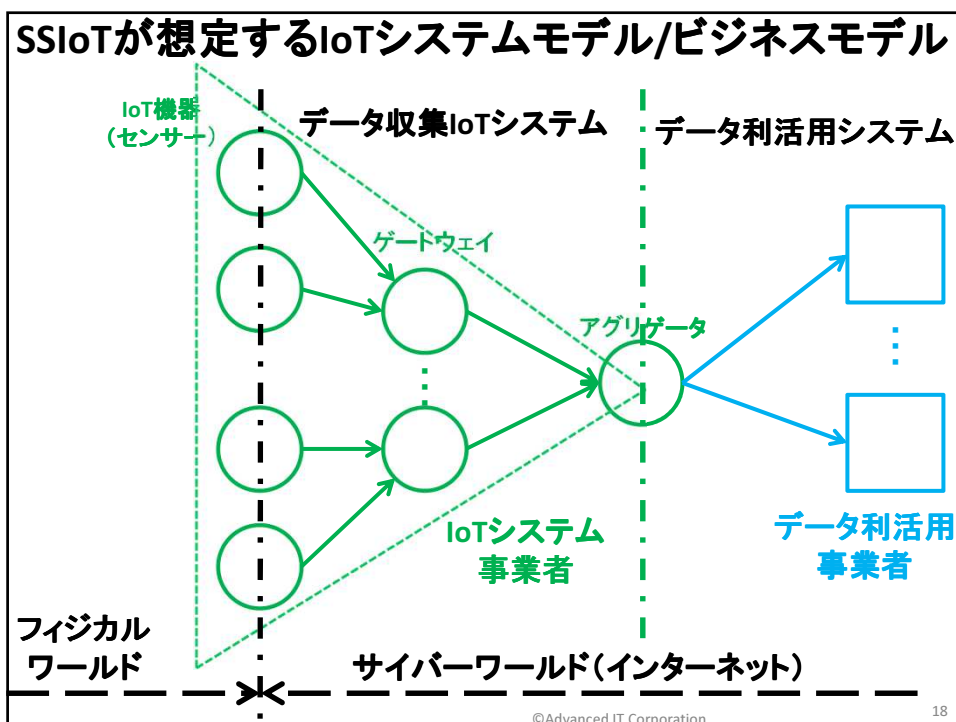 SSIoTが想定するIoTシステムモデル/ビジネスモデル
IoT機器
（センサー）
データ収集IoTシステム
データ利活用システム
ゲートウェイ
アグリゲータ
IoTシステム
事業者
データ利活用
事業者
フィジカル
ワールド
サイバーワールド（インターネット）
©Advanced IT Corporation
18